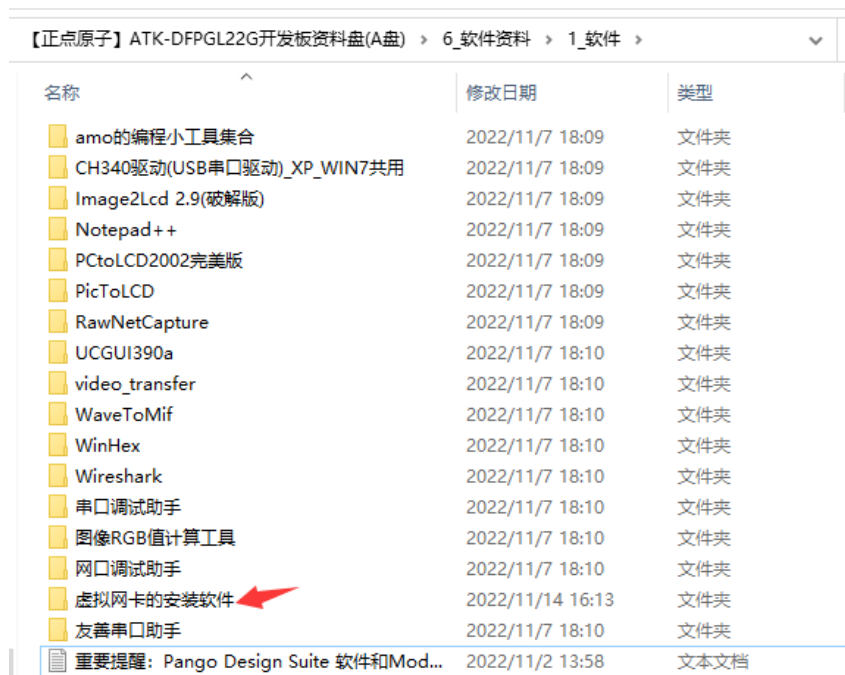 【正点原子】ATK-DFPGL22G开发板资料盘(A盘) › 6_软件资料 › 1_软件 ›
名称 修改日期 类型
amo的编程小工具集合 2022/11/7 18:09 文件夹
CH340驱动(USB串口驱动)_XP_WIN7共用 2022/11/7 18:09 文件夹
Image2Lcd 2.9(破解版) 2022/11/7 18:09 文件夹
Notepad++ 2022/11/7 18:09 文件夹
PCtoLCD2002完美版 2022/11/7 18:09 文件夹
PicToLCD 2022/11/7 18:09 文件夹
RawNetCapture 2022/11/7 18:09 文件夹
UCGUI390a 2022/11/7 18:10 文件夹
video_transfer 2022/11/7 18:10 文件夹
WaveToMif 2022/11/7 18:10 文件夹
WinHex 2022/11/7 18:10 文件夹
Wireshark 2022/11/7 18:10 文件夹
串口调试助手 2022/11/7 18:10 文件夹
图像RGB值计算工具 2022/11/7 18:10 文件夹
网口调试助手 2022/11/7 18:10 文件夹
虚拟网卡的安装软件 2022/11/14 16:13 文件夹
友善串口助手 2022/11/7 18:10 文件夹
重要提醒：Pango Design Suite 软件和Mod... 2022/11/2 13:58 文本文档